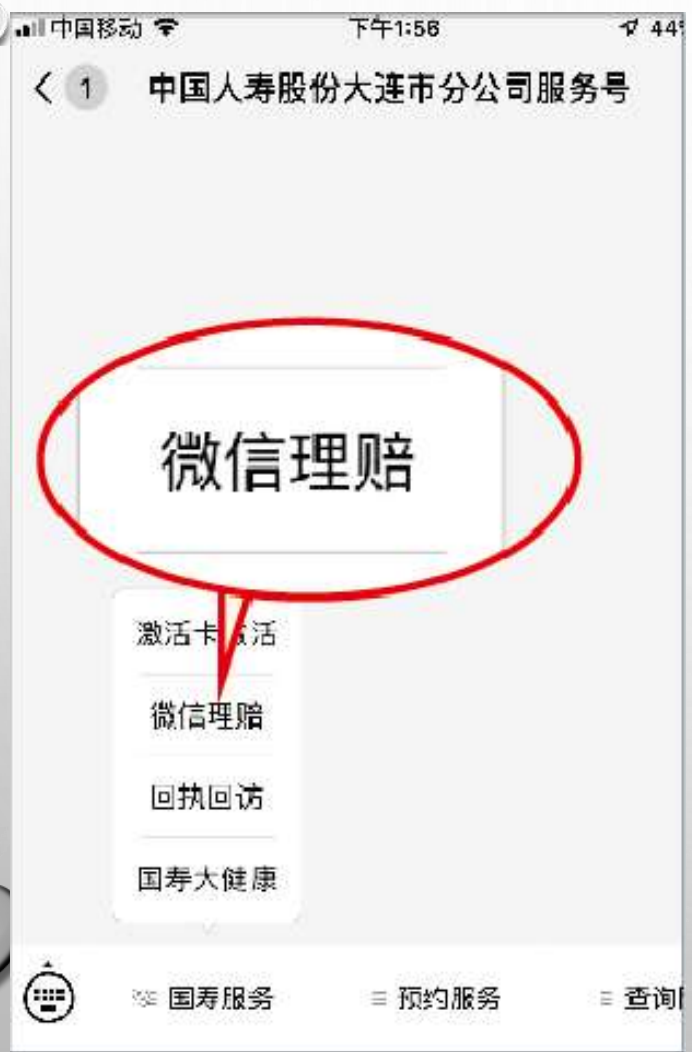 中国移动 下午1:56 44
1 中国人寿股份大连市分公司服务号
微信理赔
激活卡 活
微信理赔
回执回访
国寿大健康
国寿服务 预约服务 查询